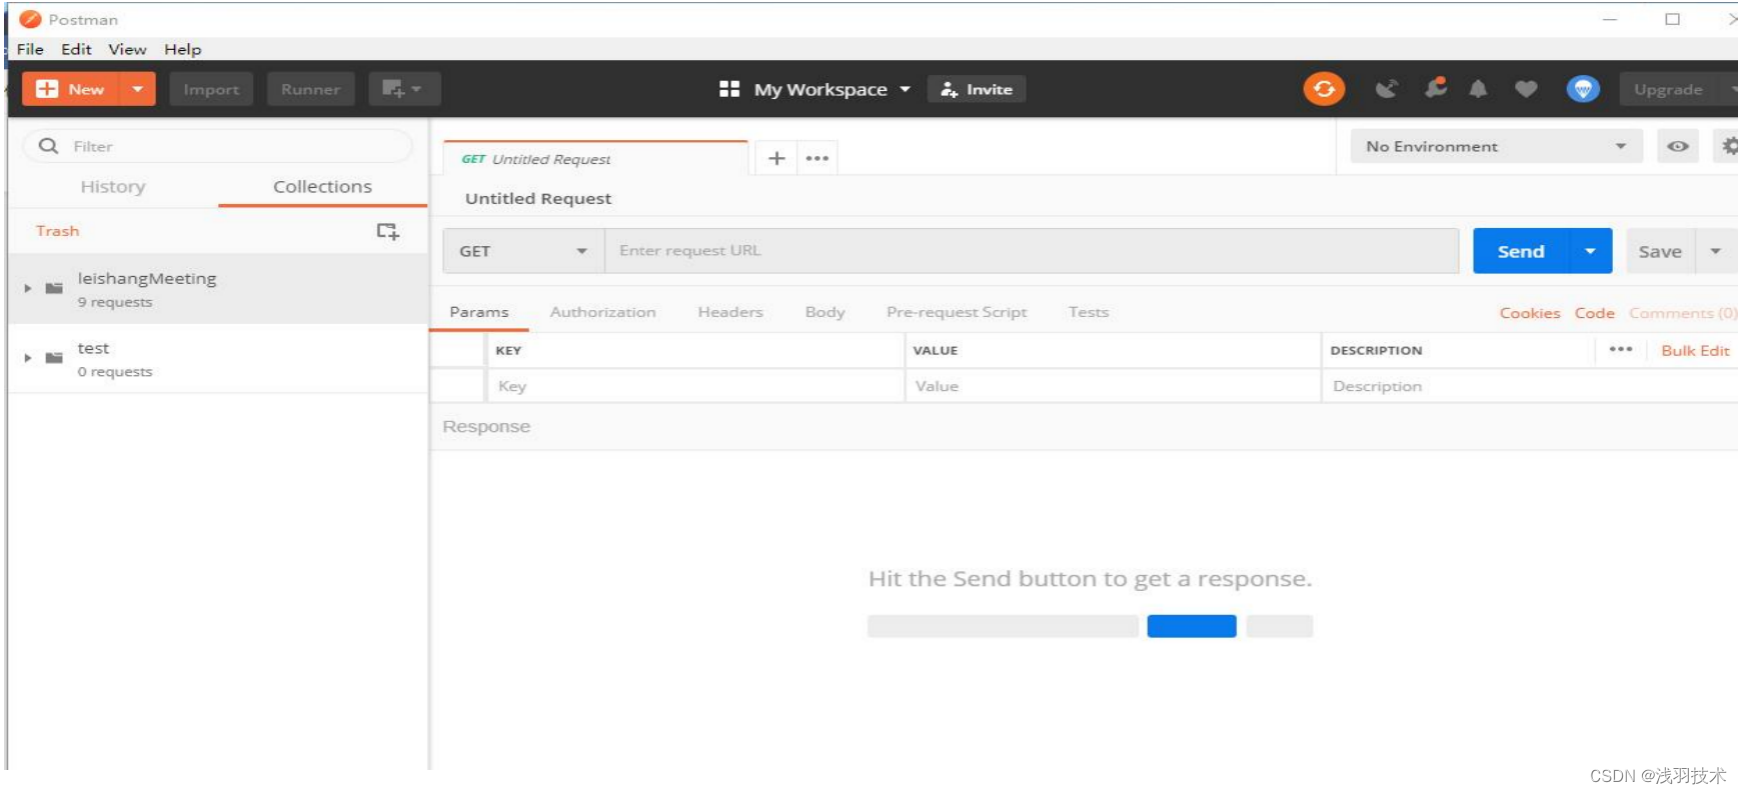 Postman
File Edit View Help
New Import Runner My Workspace Invite Upgrade
Filter
History Collections
Trash
leishangMeeting
9 requests
test
0 requests
GET Untitled Request
No Environment
Untitled Request
GET Enter request URL Send Save
Params Authorization Headers Body Pre-request Script Tests Cookies Code Comments (0)
KEY VALUE DESCRIPTION Bulk Edit
Key Value Description
Response
Hit the Send button to get a response.
CSDN @浅羽技术